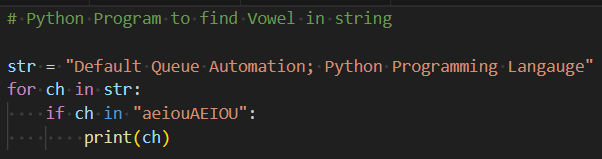 # Python Program to find Vowel in string
str = "Default Queue Automation; Python Programming Langauge"
for ch in str:
    if ch in "aeiouAEIOU":
        print(ch)